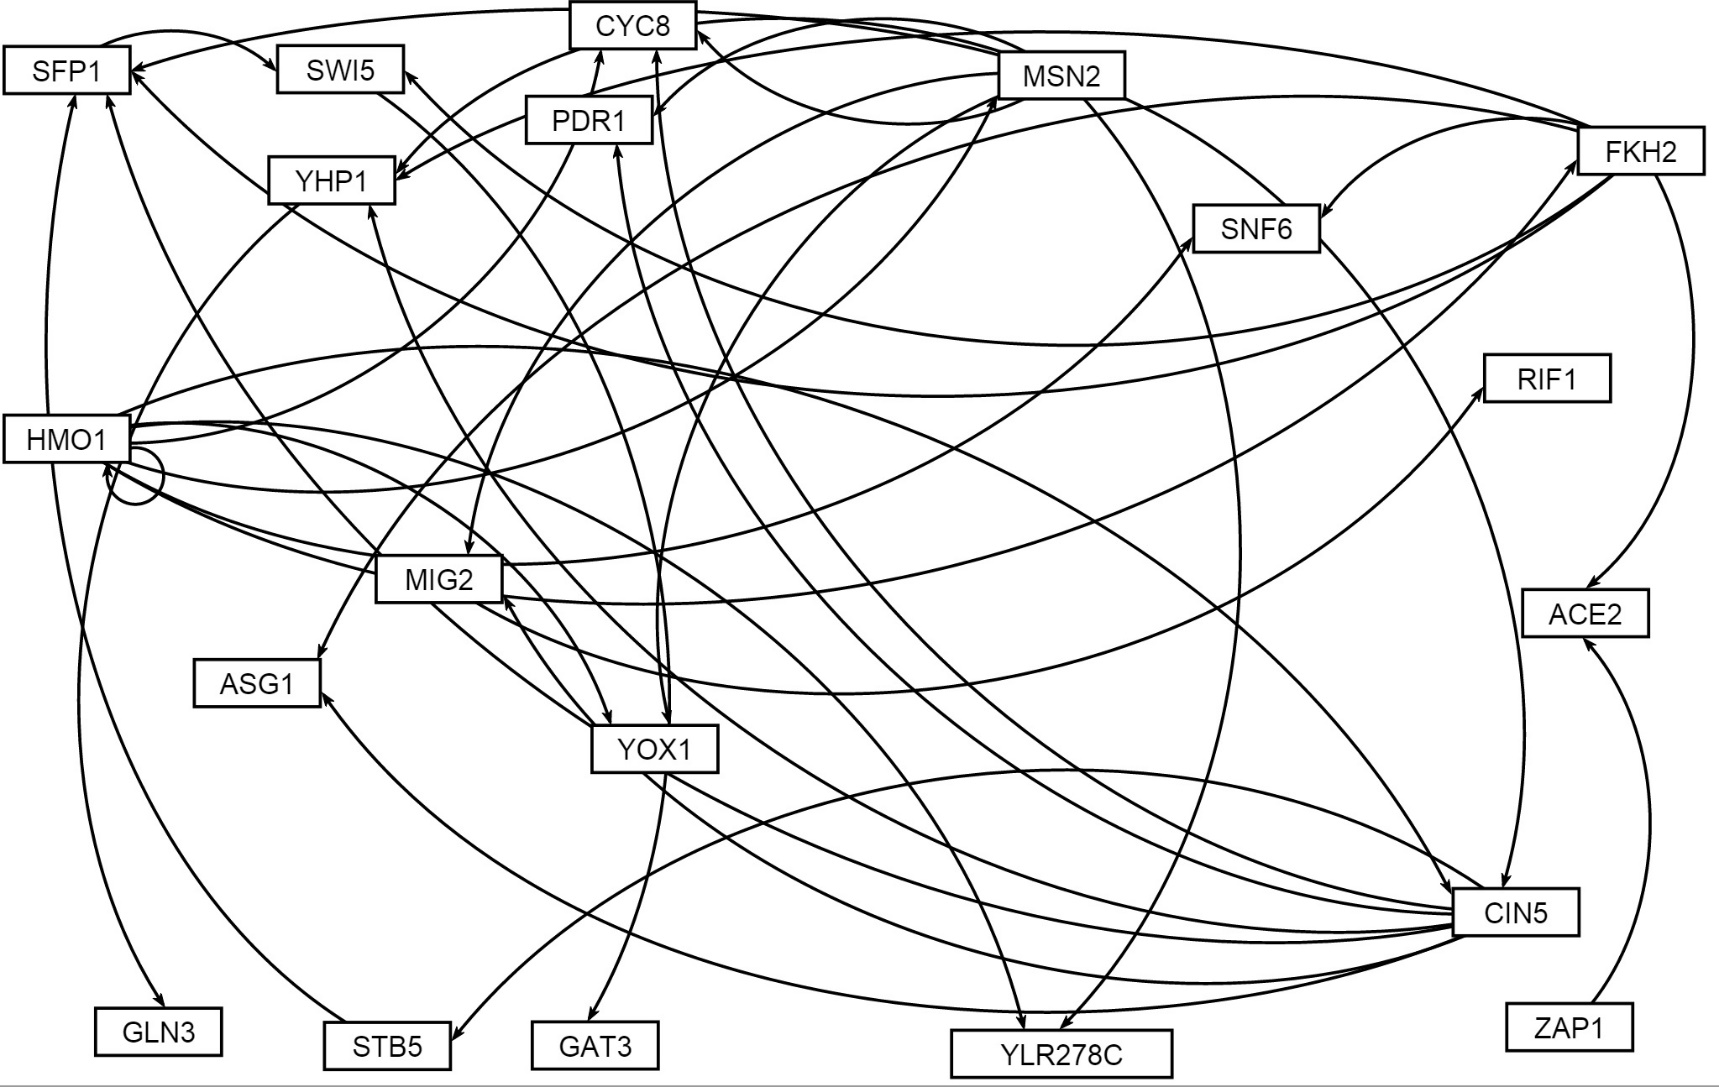 CYC8
SFP1
SWI5
MSN2
PDR1
FKH2
YHP1
SNF6
RIF1
HMO1
MIG2
ACE2
ASG1
YOX1
CIN5
GLN3
STB5
GAT3
YLR278C
ZAP1